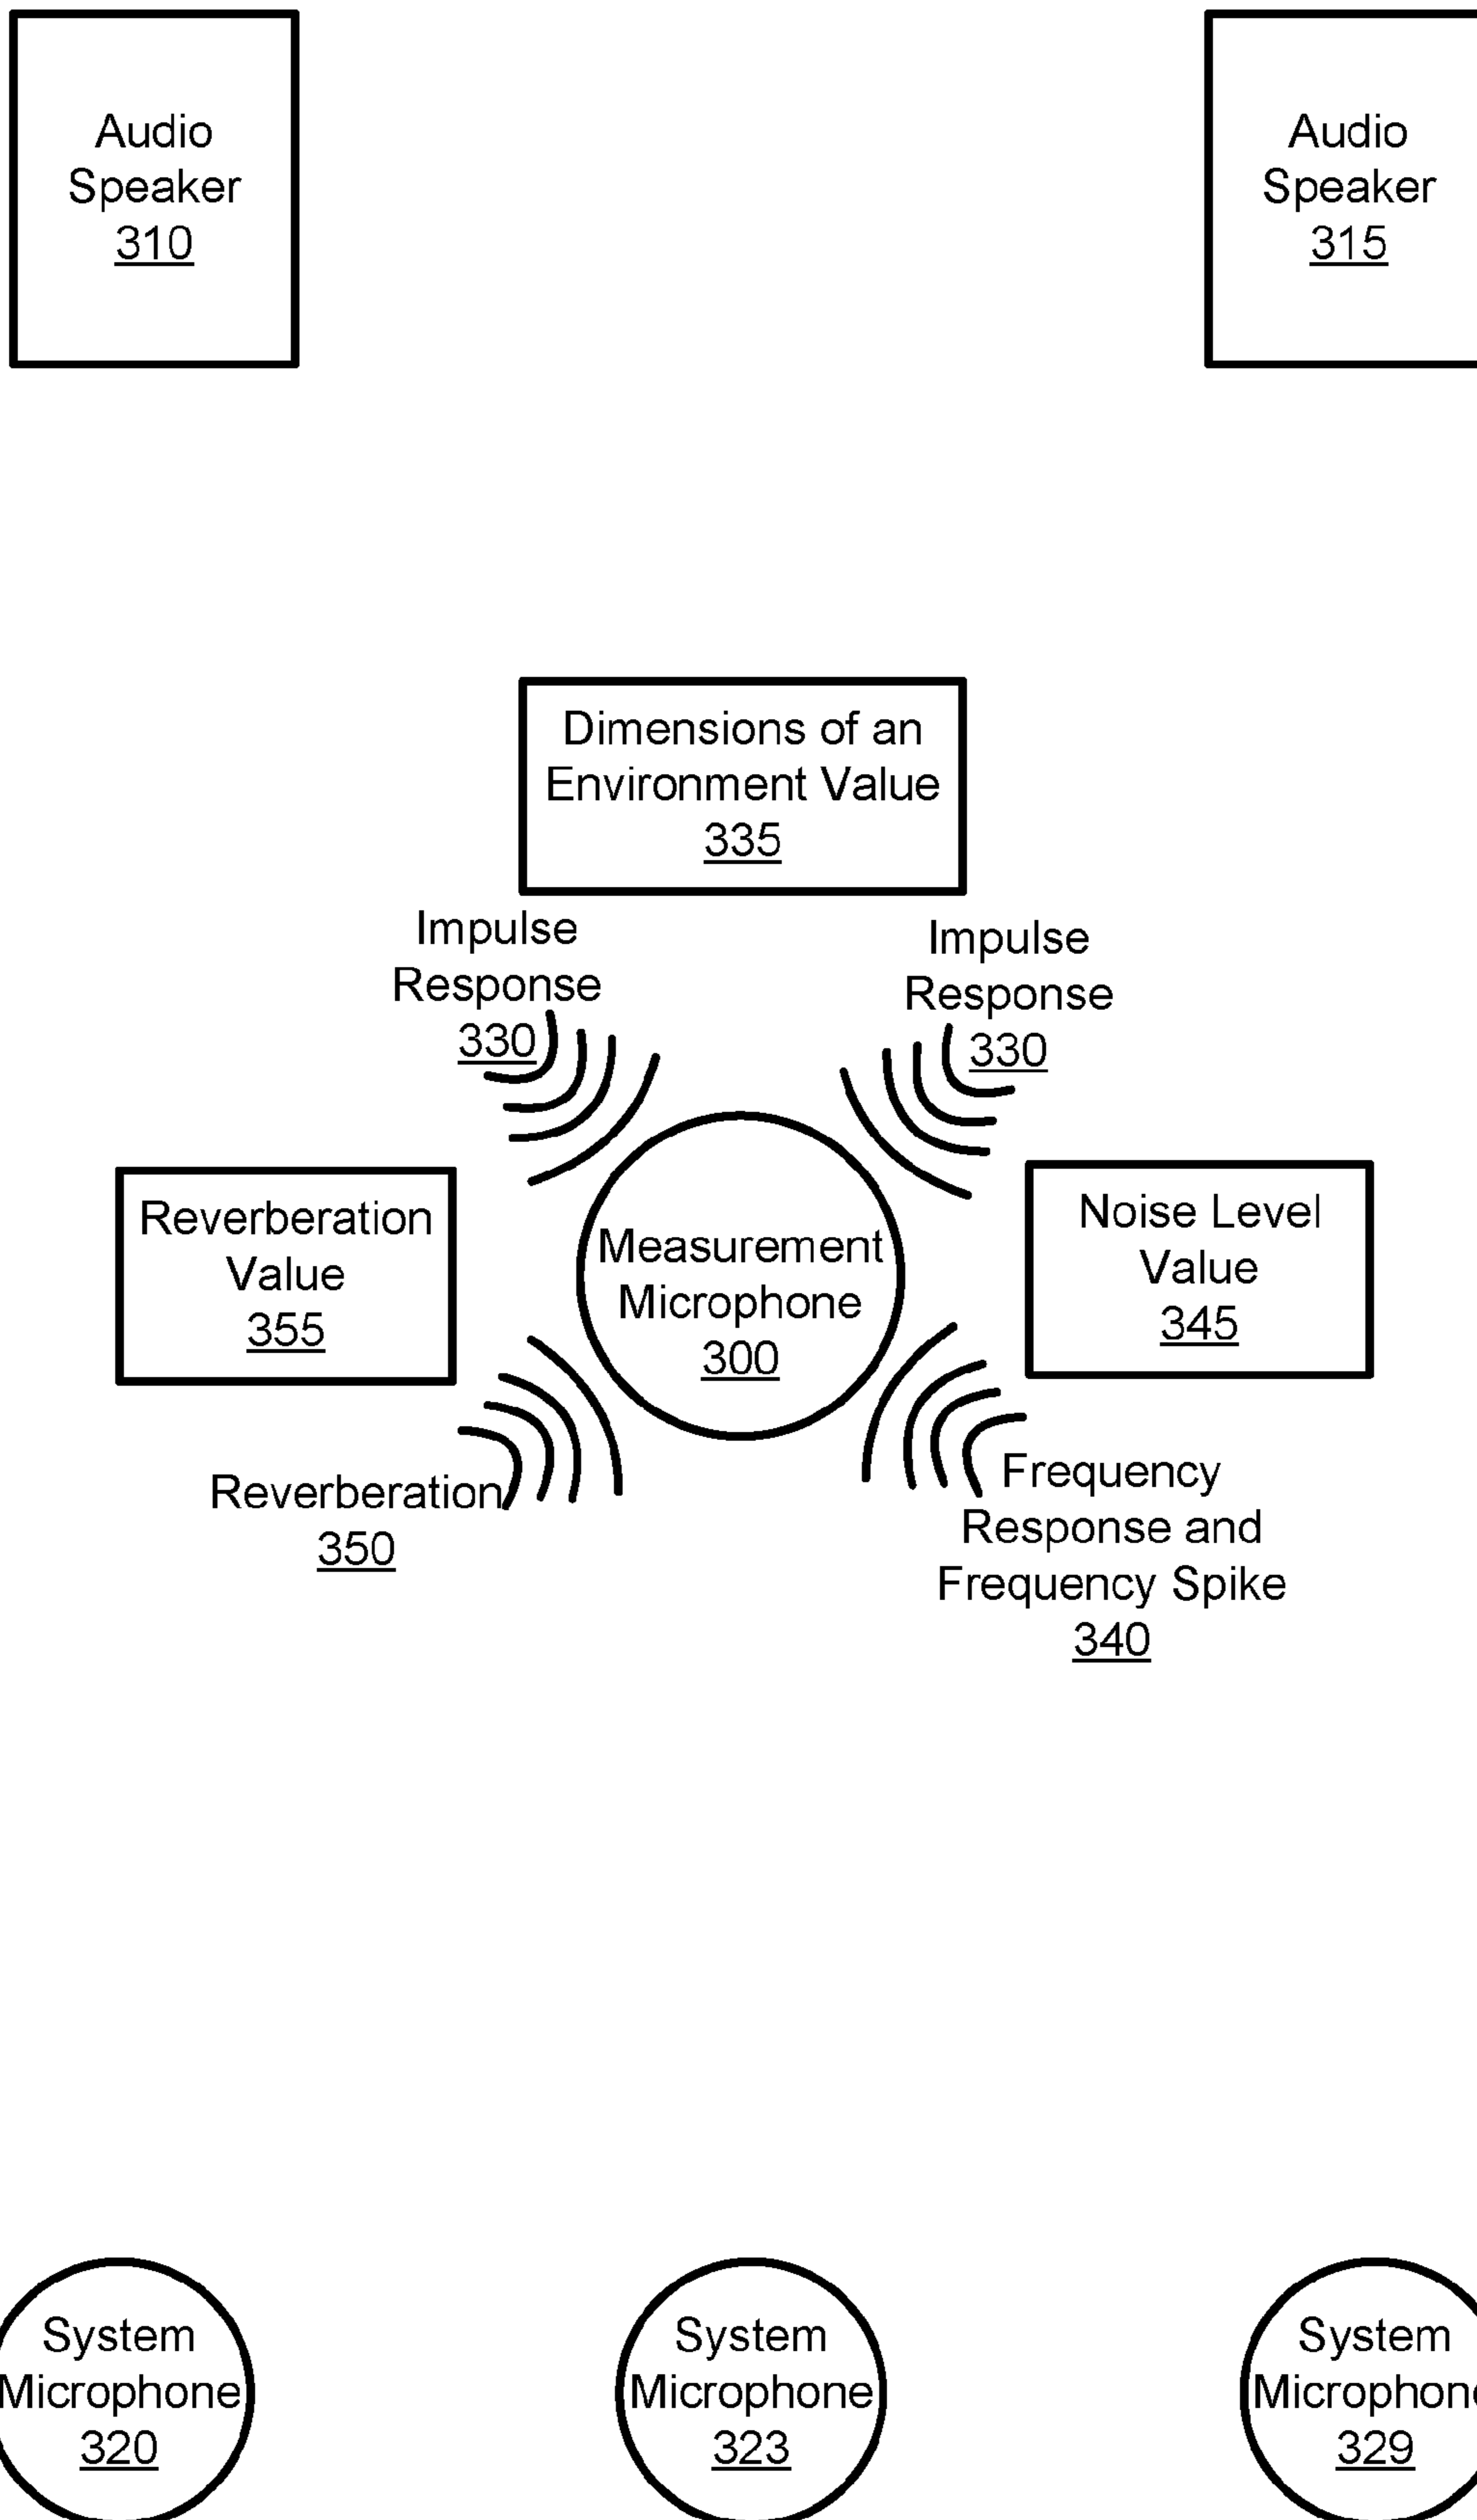 Audio
Speaker
310
Audio
Speaker
315
Dimensions of an
Environment Value
335
Impulse
Response
330
Impulse
Response
330
Reverberation
Value
355
Measurement
Microphone
300
Noise Level
Value
345
Reverberation
350
Frequency
Response and
Frequency Spike
340
System
Microphone
320
System
Microphone
323
System
Microphone
329